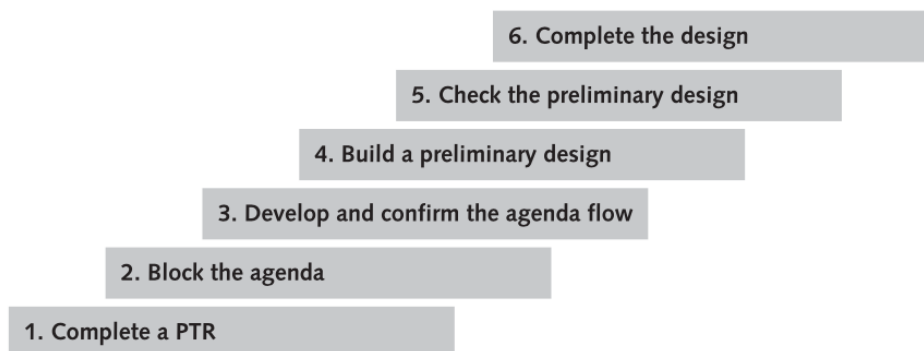 6. Complete the design
5. Check the preliminary design
4. Build a preliminary design
3. Develop and confirm the agenda flow
2. Block the agenda
1. Complete a PTR